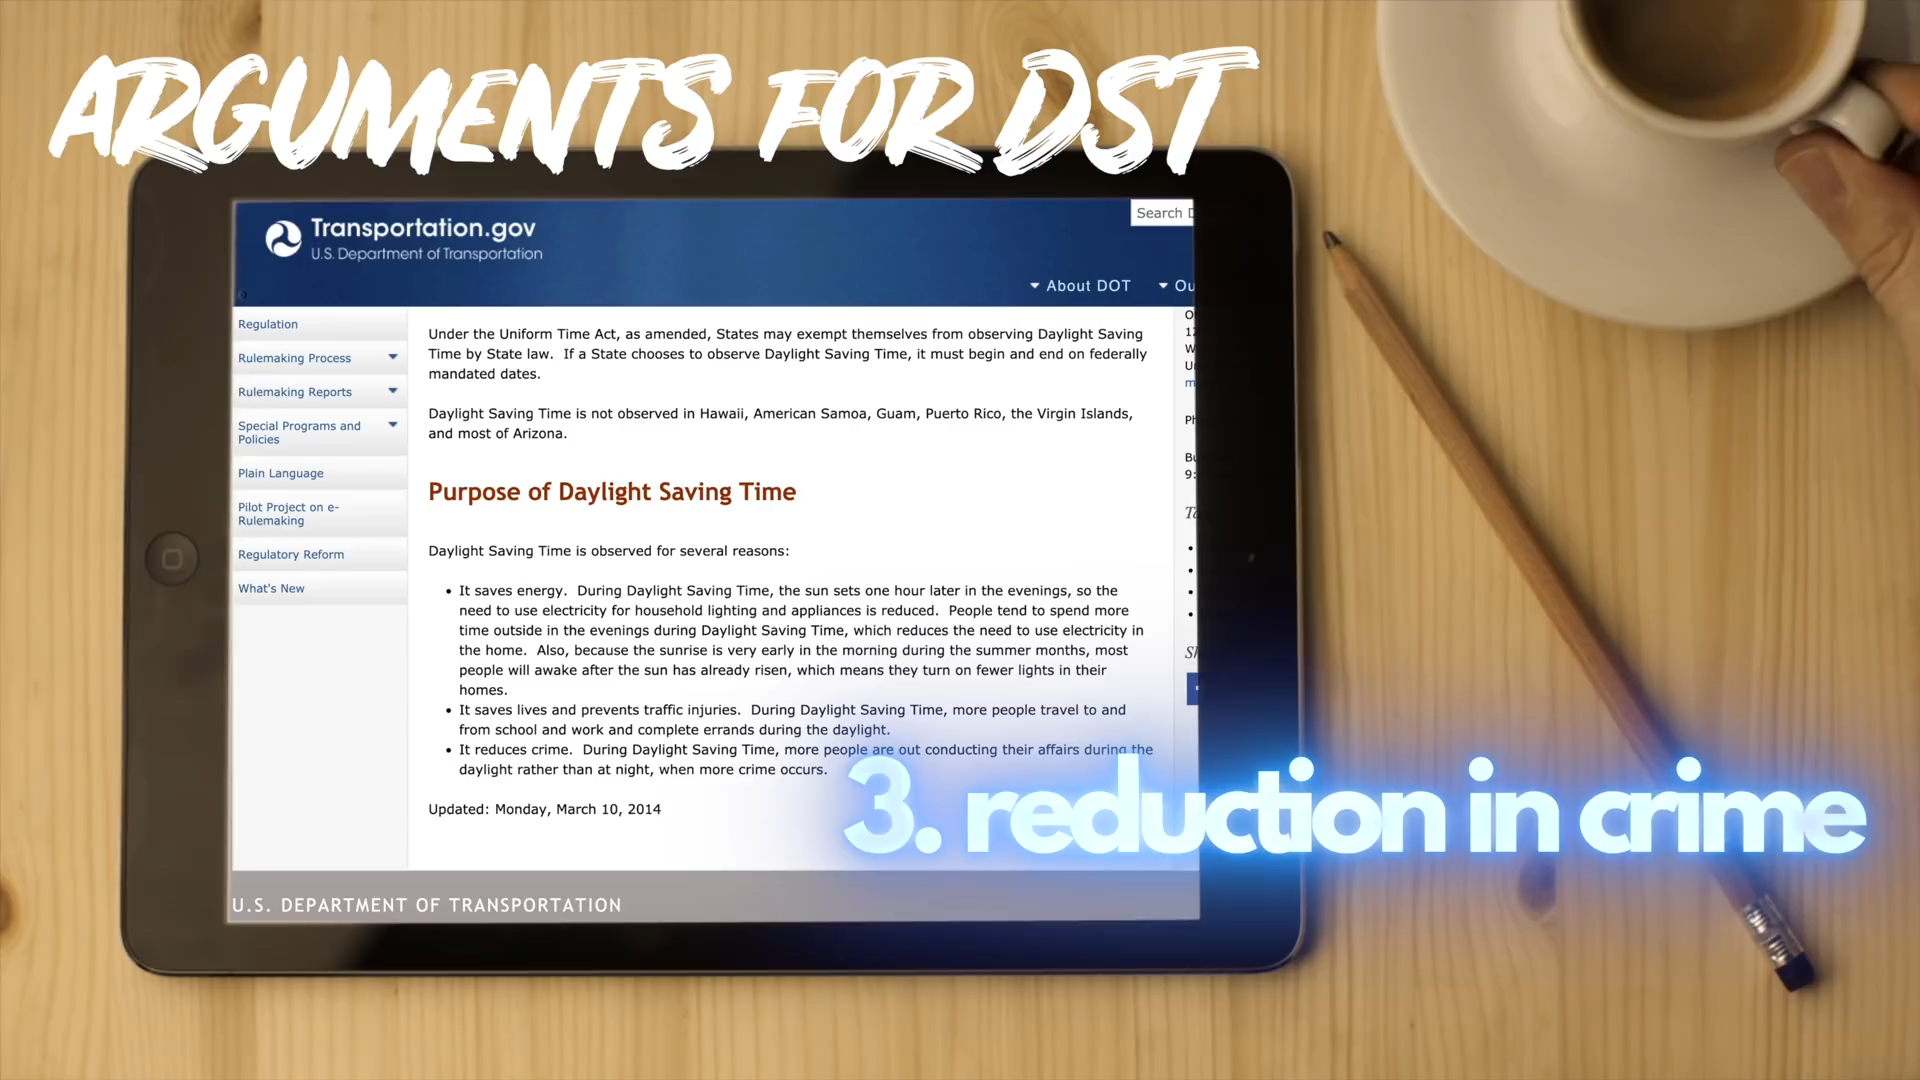 ARGUMENTS FOR DST
Transportation.gov
U.S. Department of Transportation
Search
About DOT
Regulation
Rulemaking Process
Rulemaking Reports
Special Programs and
Policies
Plain Language
Pilot Project on e-
Rulemaking
Regulatory Reform
What's New
Under the Uniform Time Act, as amended, States may exempt themselves from observing Daylight Saving
Time by State law.  If a State chooses to observe Daylight Saving Time, it must begin and end on federally
mandated dates.
Daylight Saving Time is not observed in Hawaii, American Samoa, Guam, Puerto Rico, the Virgin Islands,
and most of Arizona.
Purpose of Daylight Saving Time
Daylight Saving Time is observed for several reasons:
• It saves energy.  During Daylight Saving Time, the sun sets one hour later in the evenings, so the
need to use electricity for household lighting and appliances is reduced.  People tend to spend more
time outside in the evenings during Daylight Saving Time, which reduces the need to use electricity in
the home.  Also, because the sunrise is very early in the morning during the summer months, most
people will awake after the sun has already risen, which means they turn on fewer lights in their
homes.
• It saves lives and prevents traffic injuries.  During Daylight Saving Time, more people travel to and
from school and work and complete errands during the daylight.
• It reduces crime.  During Daylight Saving Time, more people are out conducting their affairs during the
daylight rather than at night, when more crime occurs.
Updated: Monday, March 10, 2014
3. reduction in crime
U.S. DEPARTMENT OF TRANSPORTATION